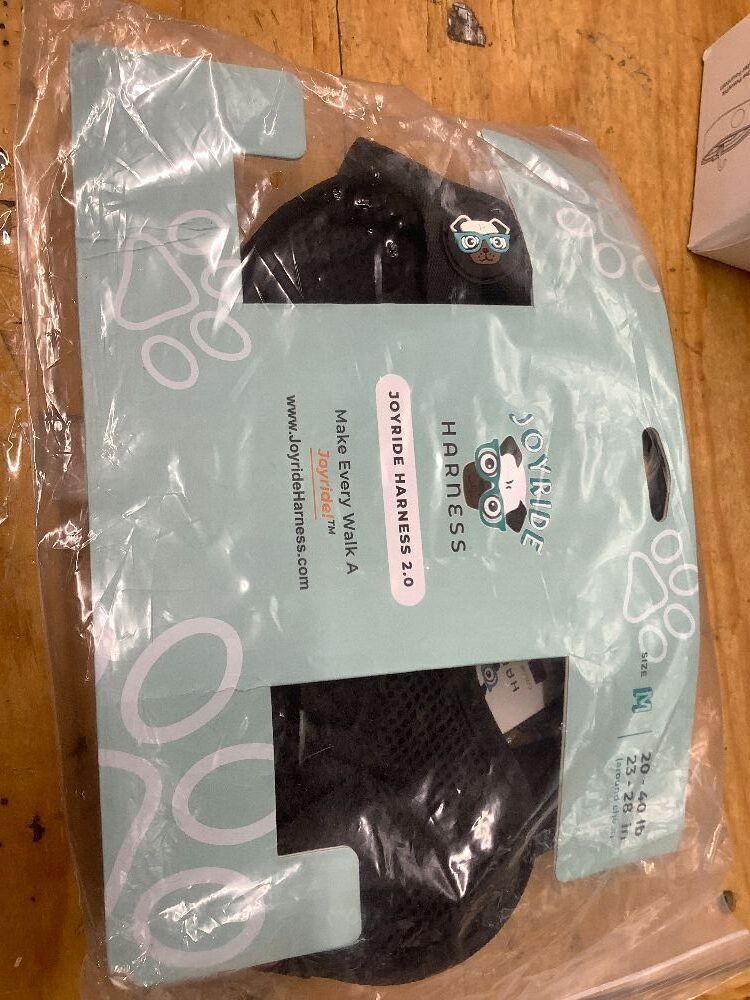 JOYRIDE
HARNESS
JOYRIDE HARNESS 2.0
Make Every Walk A
Joyride!™
www.JoyrideHarness.com
SIZE M
20 - 40 lb
23 - 28 in
HA